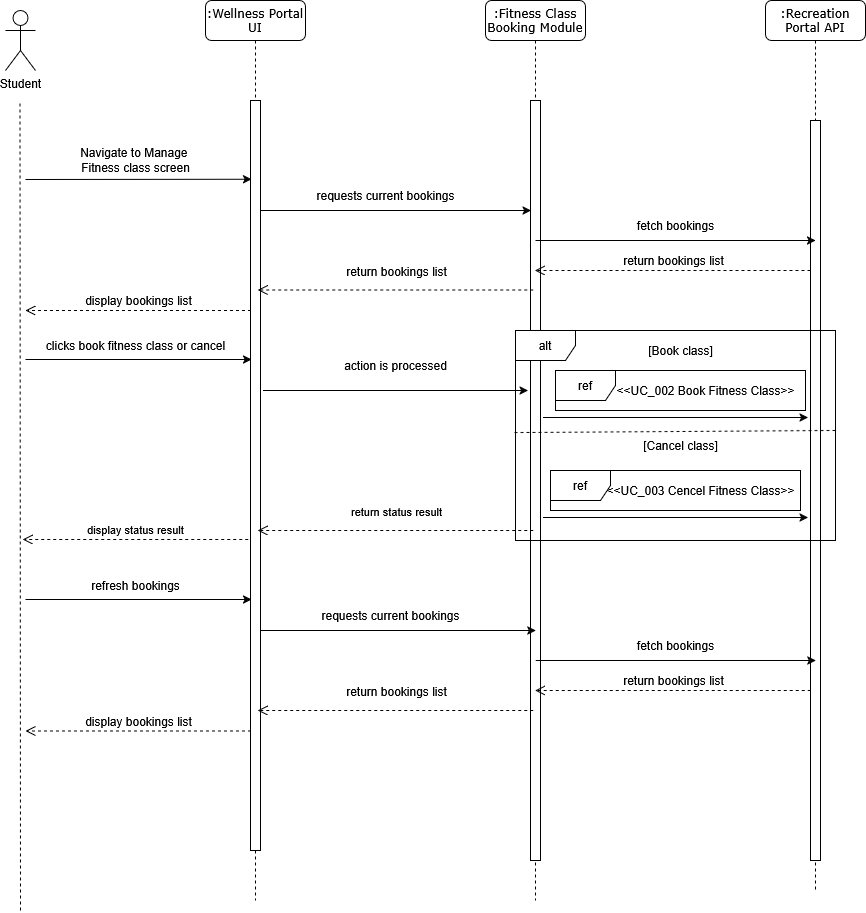 :Wellness Portal
UI
:Fitness Class
Booking Module
:Recreation
Portal API
Student
Navigate to Manage
Fitness class screen
requests current bookings
fetch bookings
return bookings list
return bookings list
display bookings list
alt
[Book class]
clicks book fitness class or cancel
action is processed
ref
<<UC_002 Book Fitness Class>>
[Cancel class]
ref
<<UC_003 Cencel Fitness Class>>
return status result
display status result
refresh bookings
requests current bookings
fetch bookings
return bookings list
return bookings list
display bookings list